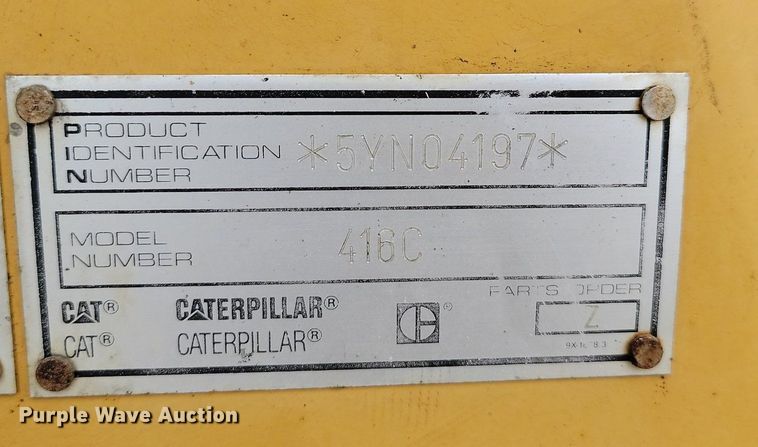 PRODUCT
IDENTIFICATION
NUMBER
*5YN04197*
MODEL
NUMBER
416C
PARTS ORDER
Z
CAT® CATERPILLAR®
CAT® CATERPILLAR®
Purple Wave Auction